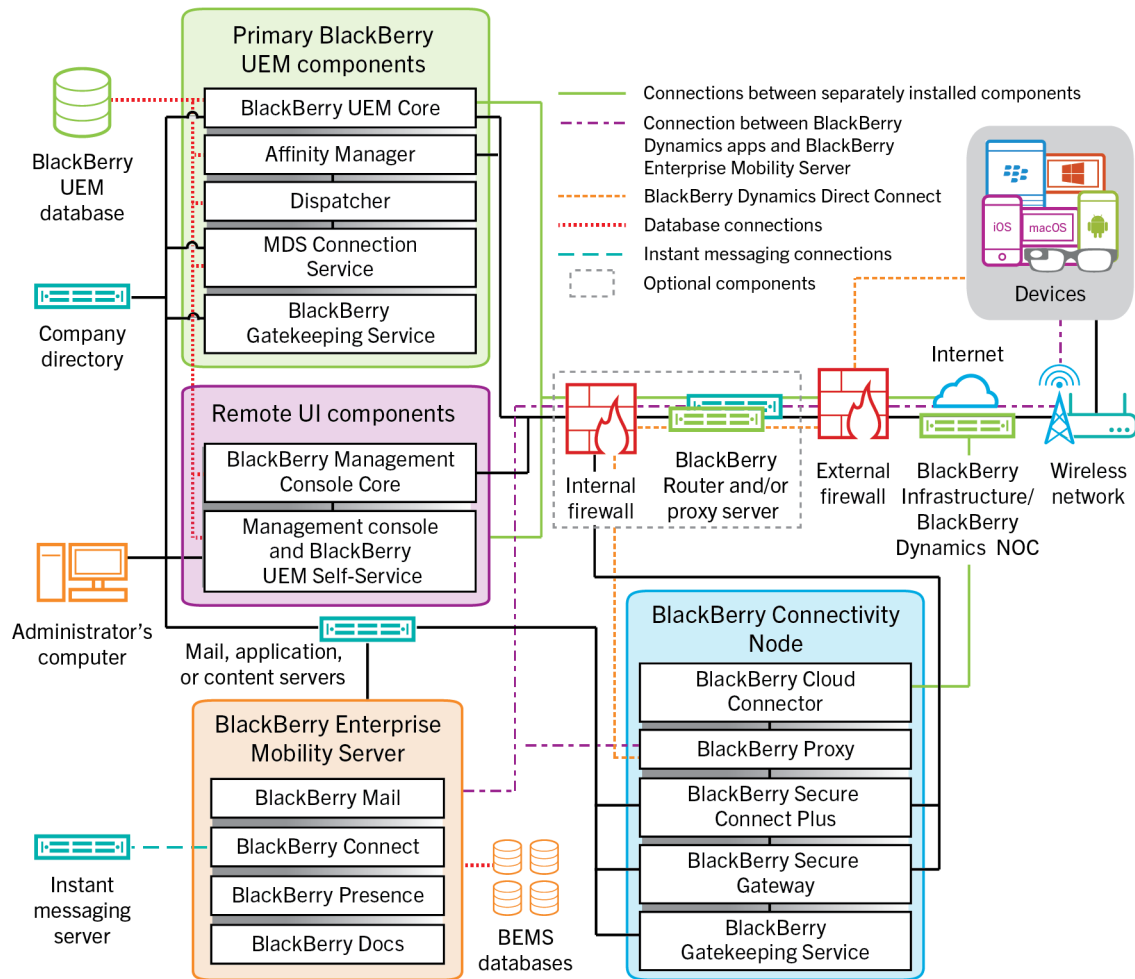 Primary BlackBerry
UEM components
BlackBerry UEM Core
Affinity Manager
Dispatcher
MDS Connection
Service
BlackBerry
Gatekeeping Service
BlackBerry
UEM
database
Company
directory
Connections between separately installed components
Connection between BlackBerry
Dynamics apps and BlackBerry
Enterprise Mobility Server
BlackBerry Dynamics Direct Connect
Database connections
Instant messaging connections
Optional components
iOS
macOS
Devices
Remote UI components
BlackBerry Management
Console Core
Management console
and BlackBerry
UEM Self-Service
Administrator's
computer
Internal
firewall
BlackBerry
Router and/or
proxy server
External
firewall
Internet
BlackBerry
Infrastructure/
BlackBerry
Dynamics NOC
Wireless
network
Mail, application,
or content servers
BlackBerry Enterprise
Mobility Server
BlackBerry Mail
BlackBerry Connect
BlackBerry Presence
BlackBerry Docs
Instant
messaging
server
BEMS
databases
BlackBerry Connectivity
Node
BlackBerry Cloud
Connector
BlackBerry Proxy
BlackBerry Secure
Connect Plus
BlackBerry Secure
Gateway
BlackBerry
Gatekeeping Service